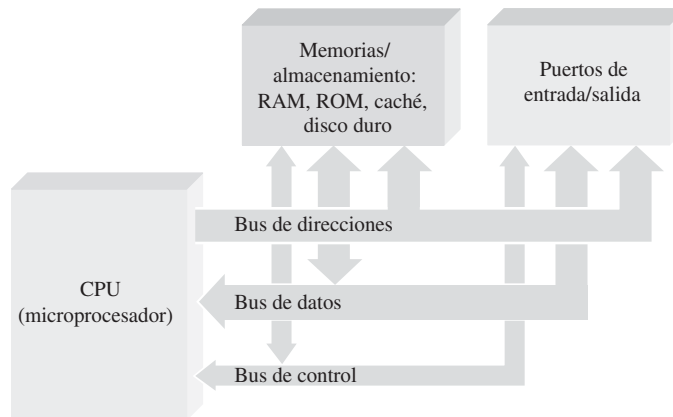 Memorias/
almacenamiento:
RAM, ROM, caché,
disco duro
Puertos de
entrada/salida
Bus de direcciones
CPU
(microprocesador)
Bus de datos
Bus de control